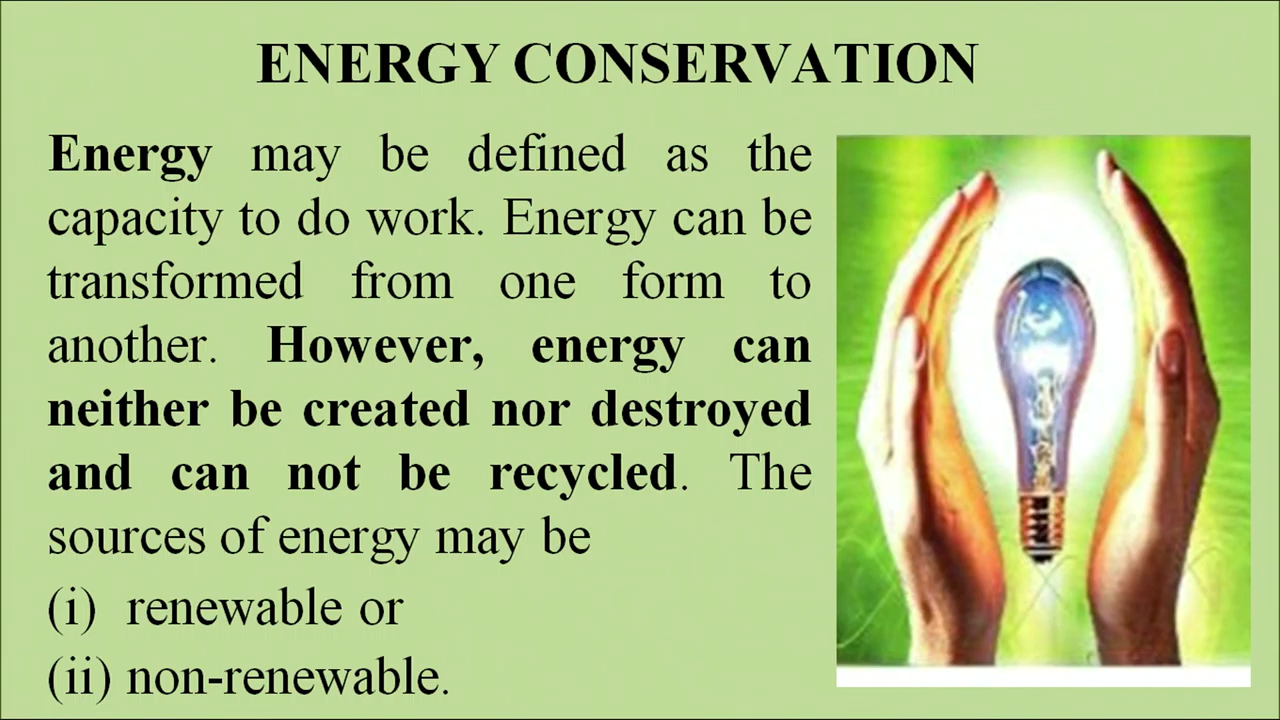 ENERGY CONSERVATION
Energy may be defined as the
capacity to do work. Energy can be
transformed from one form to
another. However, energy can
neither be created nor destroyed
and can not be recycled. The
sources of energy may be
(i) renewable or
(ii) non-renewable.